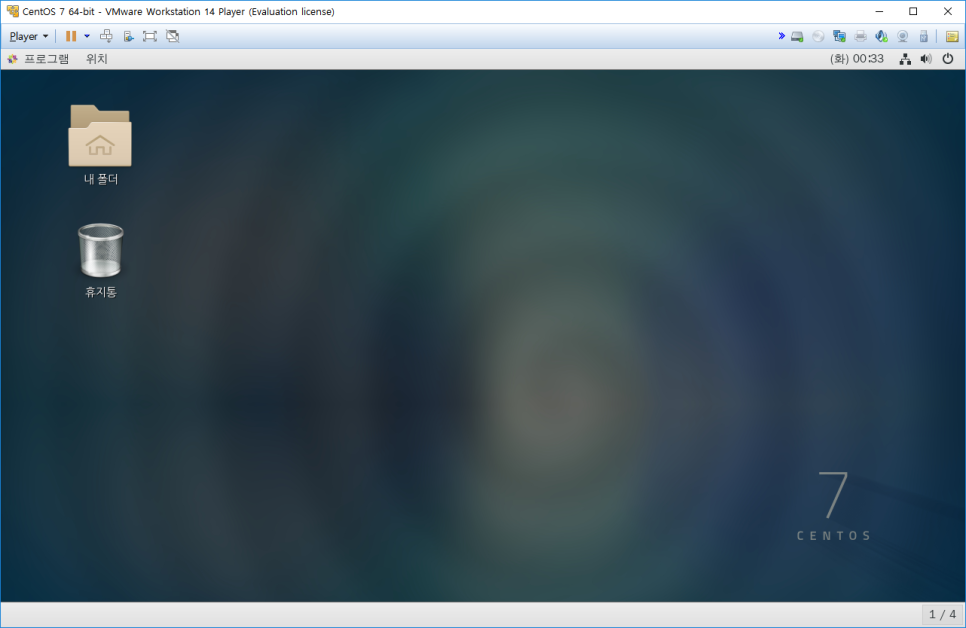 CentOS 7 64-bit - VMware Workstation 14 Player (Evaluation license)
Player
프로그램 위치 (화) 00:33
내 폴더
휴지통
7
CENTOS
1 / 4